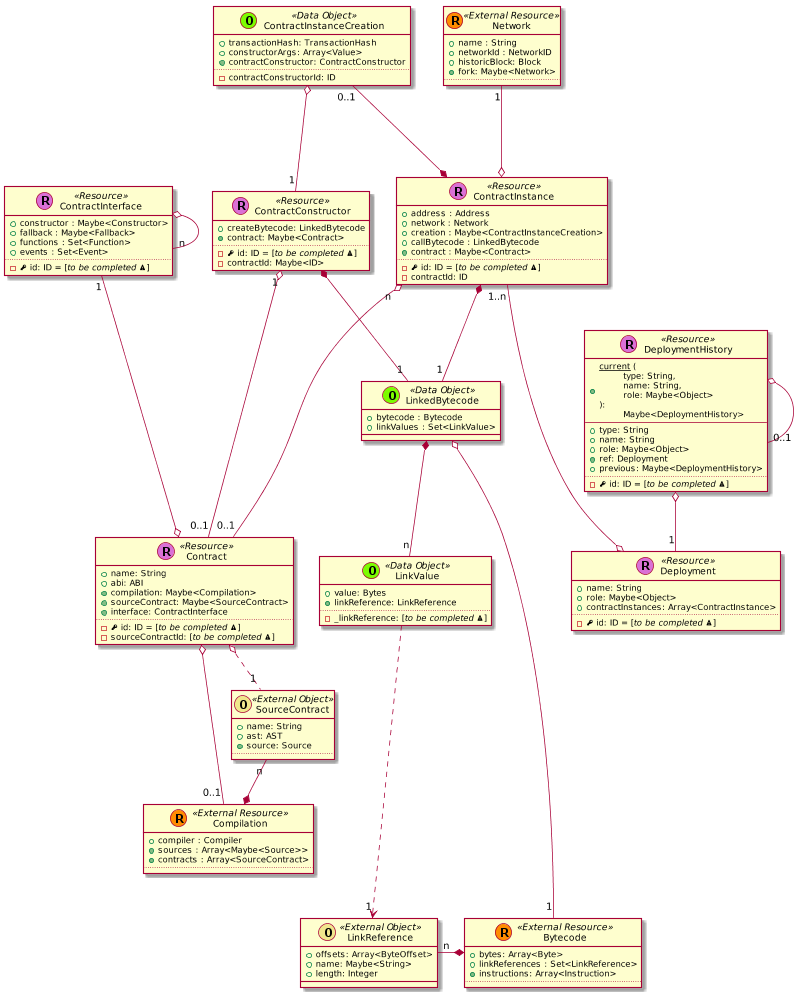 O «Data Object»
ContractInstanceCreation
transactionHash: TransactionHash
constructorArgs: Array<Value>
contractConstructor: ContractConstructor
contractConstructorId: ID
R «External Resource»
Network
name : String
networkId : NetworkID
historicBlock: Block
fork: Maybe<Network>
0..1
1
1
R «Resource»
ContractInterface
constructor : Maybe<Constructor>
fallback : Maybe<Fallback>
functions : Set<Function>
events : Set<Event>
id: ID = [to be completed ]
n
1
R «Resource»
ContractConstructor
createBytecode: LinkedBytecode
contract: Maybe<Contract>
id: ID = [to be completed ]
contractId: Maybe<ID>
1
R «Resource»
ContractInstance
address : Address
network : Network
creation : Maybe<ContractInstanceCreation>
callBytecode : LinkedBytecode
contract : Maybe<Contract>
id: ID = [to be completed ]
contractId: ID
n
1..n
R «Resource»
DeploymentHistory
current (
type: String,
name: String,
role: Maybe<Object>
):
Maybe<DeploymentHistory>
type: String
name: String
role: Maybe<Object>
ref: Deployment
previous: Maybe<DeploymentHistory>
id: ID = [to be completed ]
0..1
1
1
1
O «Data Object»
LinkedBytecode
bytecode : Bytecode
linkValues : Set<LinkValue>
0..1
0..1
n
R «Resource»
Contract
name: String
abi: ABI
compilation: Maybe<Compilation>
sourceContract: Maybe<SourceContract>
interface: ContractInterface
id: ID = [to be completed ]
sourceContractId: [to be completed ]
O «Data Object»
LinkValue
value: Bytes
linkReference: LinkReference
_linkReference: [to be completed ]
R «Resource»
Deployment
name: String
role: Maybe<Object>
contractInstances: Array<ContractInstance>
id: ID = [to be completed ]
1
O «External Object»
SourceContract
name: String
ast: AST
source: Source
n
0..1
R «External Resource»
Compilation
compiler : Compiler
sources : Array<Maybe<Source>>
contracts : Array<SourceContract>
1
1
O «External Object»
LinkReference
offsets: Array<ByteOffset>
name: Maybe<String>
length: Integer
n
R «External Resource»
Bytecode
bytes: Array<Byte>
linkReferences : Set<LinkReference>
instructions: Array<Instruction>